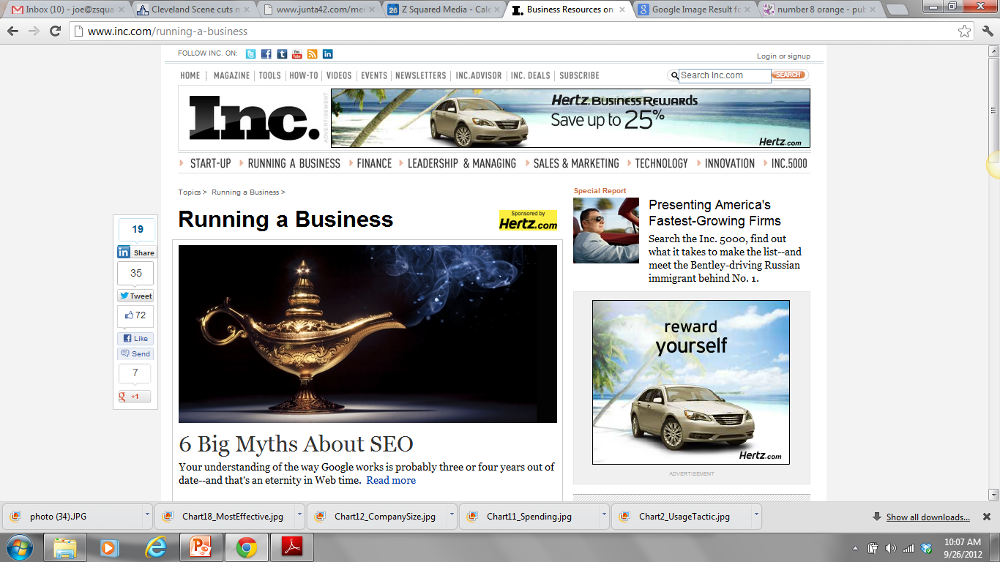 Inbox (10) - joe@zsqua
Cleveland Scene cuts n
www.junta42.com/me
Z Squared Media - Cale
Business Resources on
Google Image Result fo
number 8 orange - pub
www.inc.com/running-a-business
FOLLOW INC. ON:
Login or signup
HOME MAGAZINE TOOLS HOW-TO VIDEOS EVENTS NEWSLETTERS INC.ADVISOR INC. DEALS SUBSCRIBE
Search Inc.com SEARCH
Inc.
ADVERTISEMENT
Hertz BUSINESS REWARDS
Save up to 25%
Hertz.com
START-UP RUNNING A BUSINESS FINANCE LEADERSHIP & MANAGING SALES & MARKETING TECHNOLOGY INNOVATION INC.5000
Topics > Running a Business >
Running a Business
Sponsored by
Hertz.com
19
Share
35
Tweet
72
Like
Send
7
+1
6 Big Myths About SEO
Your understanding of the way Google works is probably three or four years out of
date--and that's an eternity in Web time. Read more
Special Report
Presenting America's
Fastest-Growing Firms
Search the Inc. 5000, find out
what it takes to make the list--and
meet the Bentley-driving Russian
immigrant behind No. 1.
reward
yourself
Hertz.com
ADVERTISEMENT
photo (34).JPG
Chart18_MostEffective.jpg
Chart12_CompanySize.jpg
Chart11_Spending.jpg
Chart2_UsageTactic.jpg
Show all downloads...
10:07 AM
9/26/2012